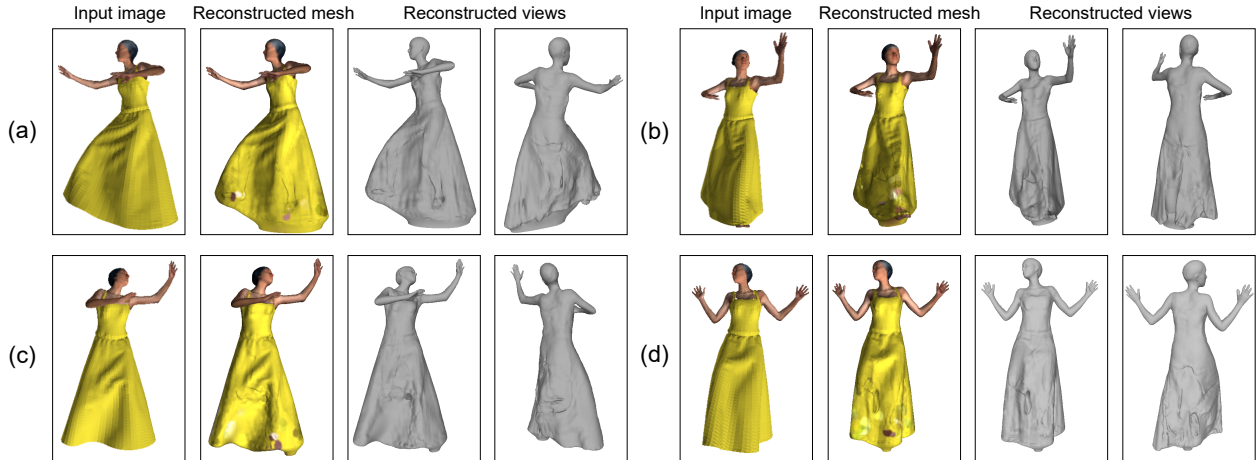 Input image Reconstructed mesh Reconstructed views Input image Reconstructed mesh Reconstructed views
(a) (b)
(c) (d)